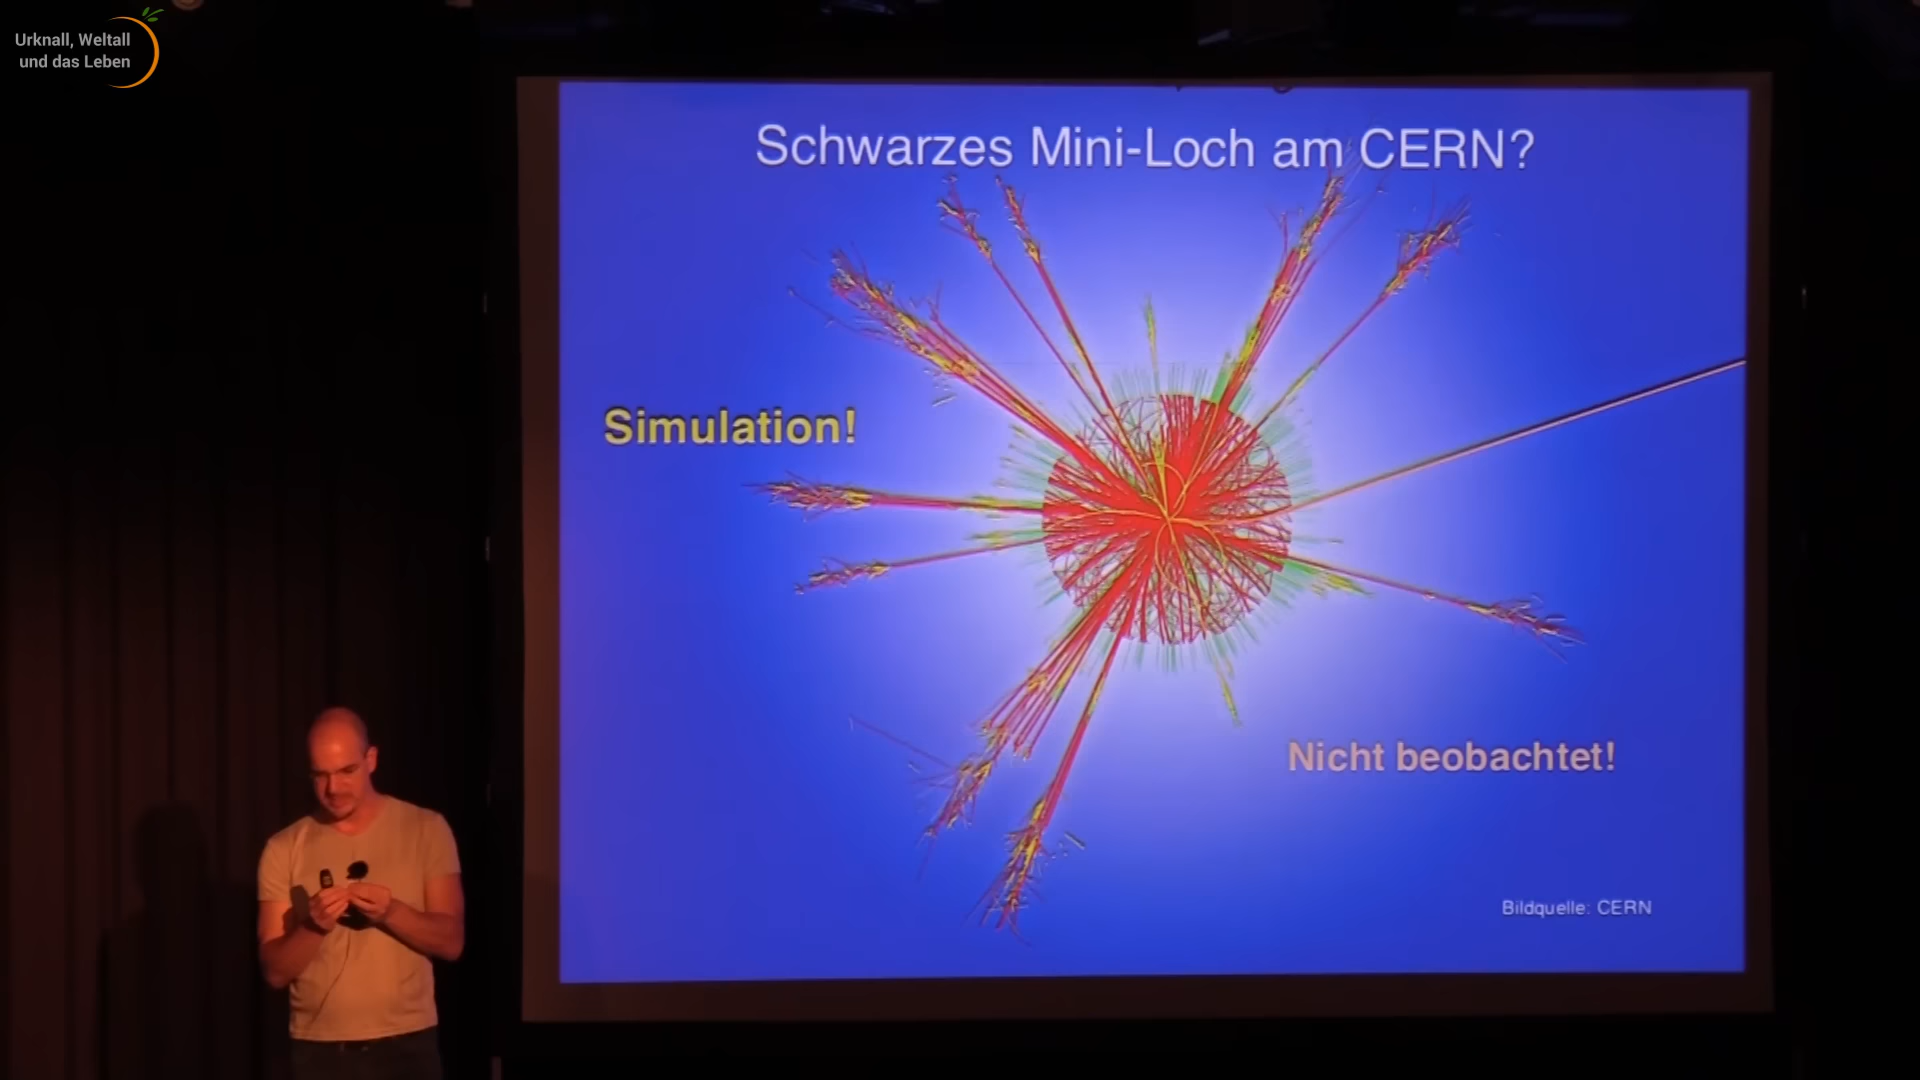 Urknall, Weltall
und das Leben
Schwarzes Mini-Loch am CERN?
Simulation!
Nicht beobachtet!
Bildquelle: CERN